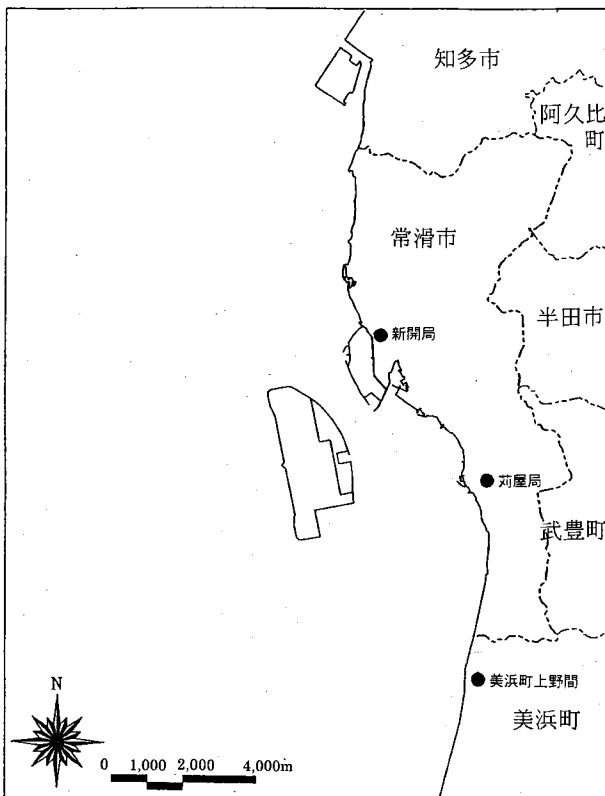 知多市
阿久比
町
常滑市
半田市
新開局
苅屋局
武豊町
美浜町上野間
美浜町
N
0 1,000 2,000 4,000m